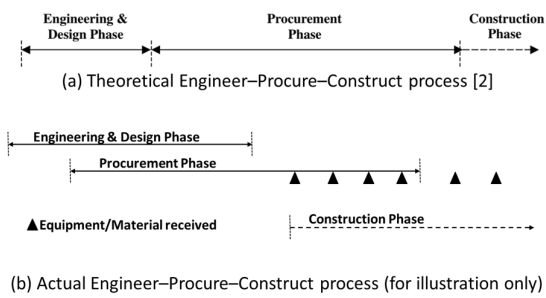 Engineering & Design Phase
Procurement Phase
Construction Phase
(a) Theoretical Engineer–Procure–Construct process [2]
Engineering & Design Phase
Procurement Phase
Equipment/Material received
Construction Phase
(b) Actual Engineer–Procure–Construct process (for illustration only)